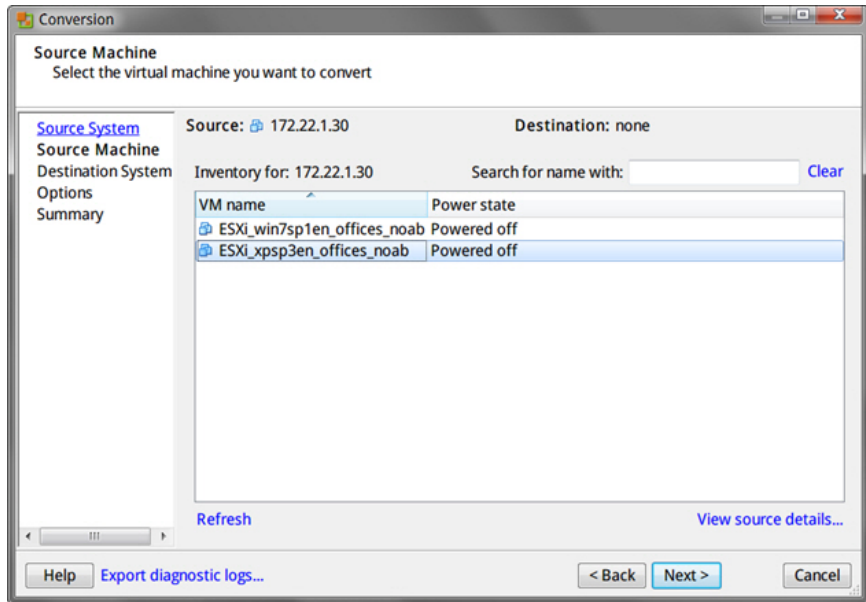 Conversion
Source Machine
Select the virtual machine you want to convert
Source System
Source Machine
Destination System
Options
Summary
Source: 172.22.1.30 Destination: none
Inventory for: 172.22.1.30 Search for name with: Clear
VM name Power state
ESXi_win7sp1en_offices_noab Powered off
ESXi_xpsp3en_offices_noab Powered off
Refresh View source details...
Help Export diagnostic logs... < Back Next > Cancel